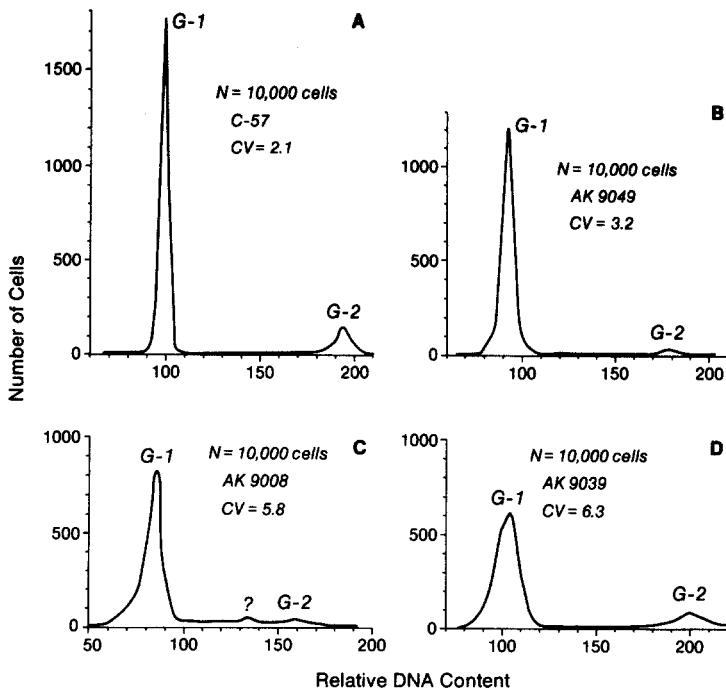 A
G-1
1500
1000
500
0
N = 10,000 cells
C-57
CV = 2.1
G-2
100
150
200
B
G-1
1000
500
0
N = 10,000 cells
AK 9049
CV = 3.2
G-2
100
150
200
Number of Cells
C
1000
500
0
G-1
N = 10,000 cells
AK 9008
CV = 5.8
?
G-2
50
100
150
200
D
1000
500
0
G-1
N = 10,000 cells
AK 9039
CV = 6.3
G-2
100
150
200
Relative DNA Content